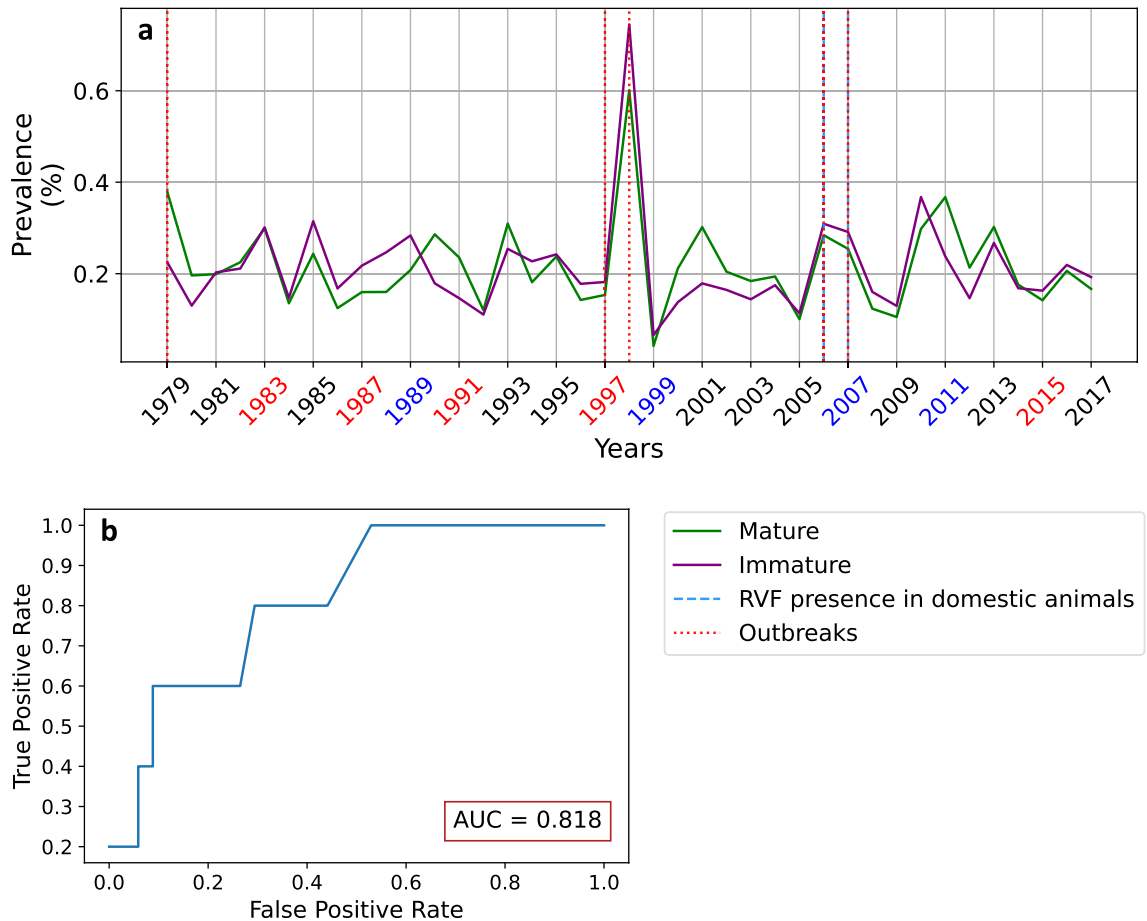 a
0.6
0.4
0.2
Prevalence
(%)
1979 1981 1983 1985 1987 1989 1991 1993 1995 1997 1999 2001 2003 2005 2007 2009 2011 2013 2015 2017
Years
b
1.0
0.9
0.8
0.7
0.6
0.5
0.4
0.3
0.2
True Positive Rate
AUC = 0.818
0.0 0.2 0.4 0.6 0.8 1.0
False Positive Rate
Mature
Immature
RVF presence in domestic animals
Outbreaks